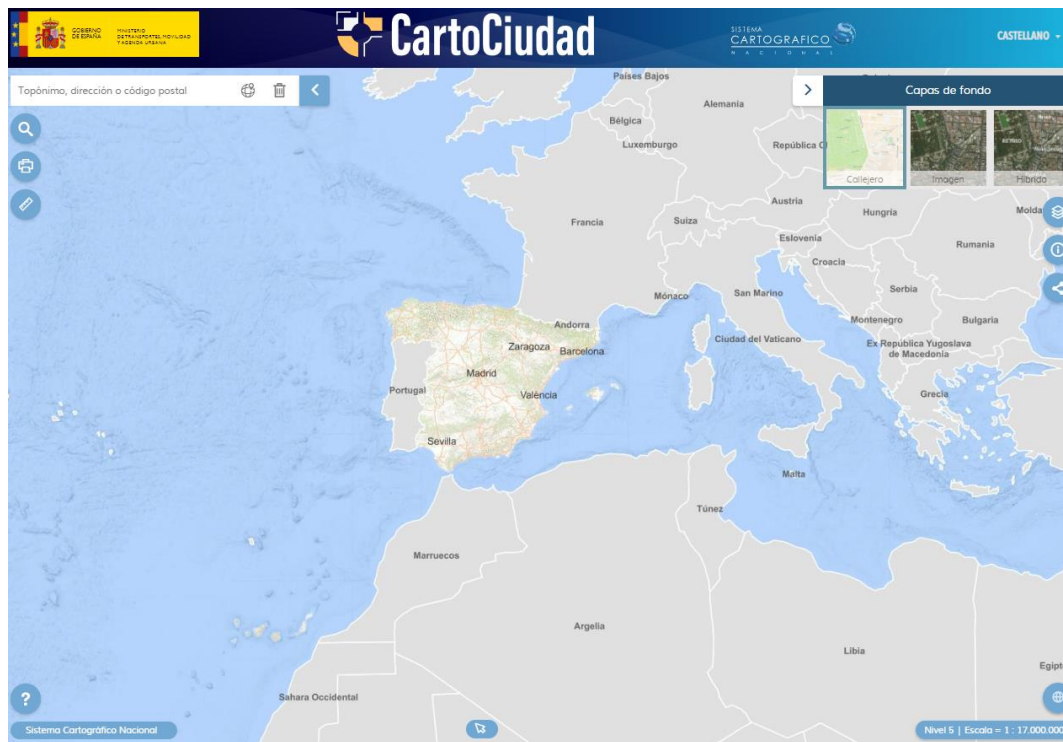 GOBIERNO
DE ESPAÑA
MINISTERIO
DE TRANSPORTES, MOVILIDAD
Y AGENDA URBANA
CartoCiudad
SISTEMA
CARTOGRAFICO
NACIONAL
CASTELLANO
Topónimo, dirección o código postal
Capas de fondo
Callejero
Imagen
Híbrido
Países Bajos
Alemania
Bélgica
Luxemburgo
República
Austria
Hungría
Molda
Francia
Suiza
Eslovenia
Rumania
Croacia
Mónaco
San Marino
Serbia
Montenegro
Bulgaria
Andorra
Ciudad del Vaticano
Ex República Yugoslava
de Macedonia
Zaragoza
Barcelona
Madrid
Portugal
València
Grecia
Sevilla
Malta
Túnez
Marruecos
Argelia
Libia
Egipt
Sahara Occidental
?
Sistema Cartográfico Nacional
Nivel 5 | Escala = 1 : 17.000.000